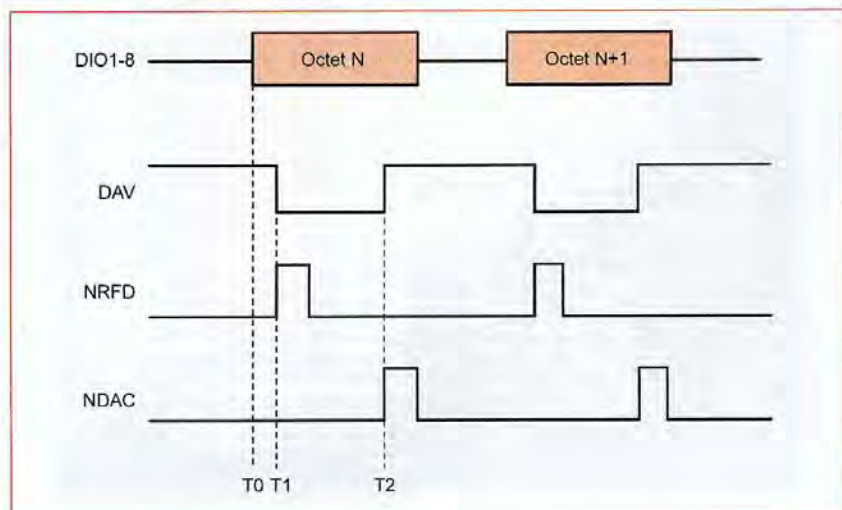 DIO1-8
Octet N
Octet N+1
DAV
NRFD
NDAC
T0 T1 T2